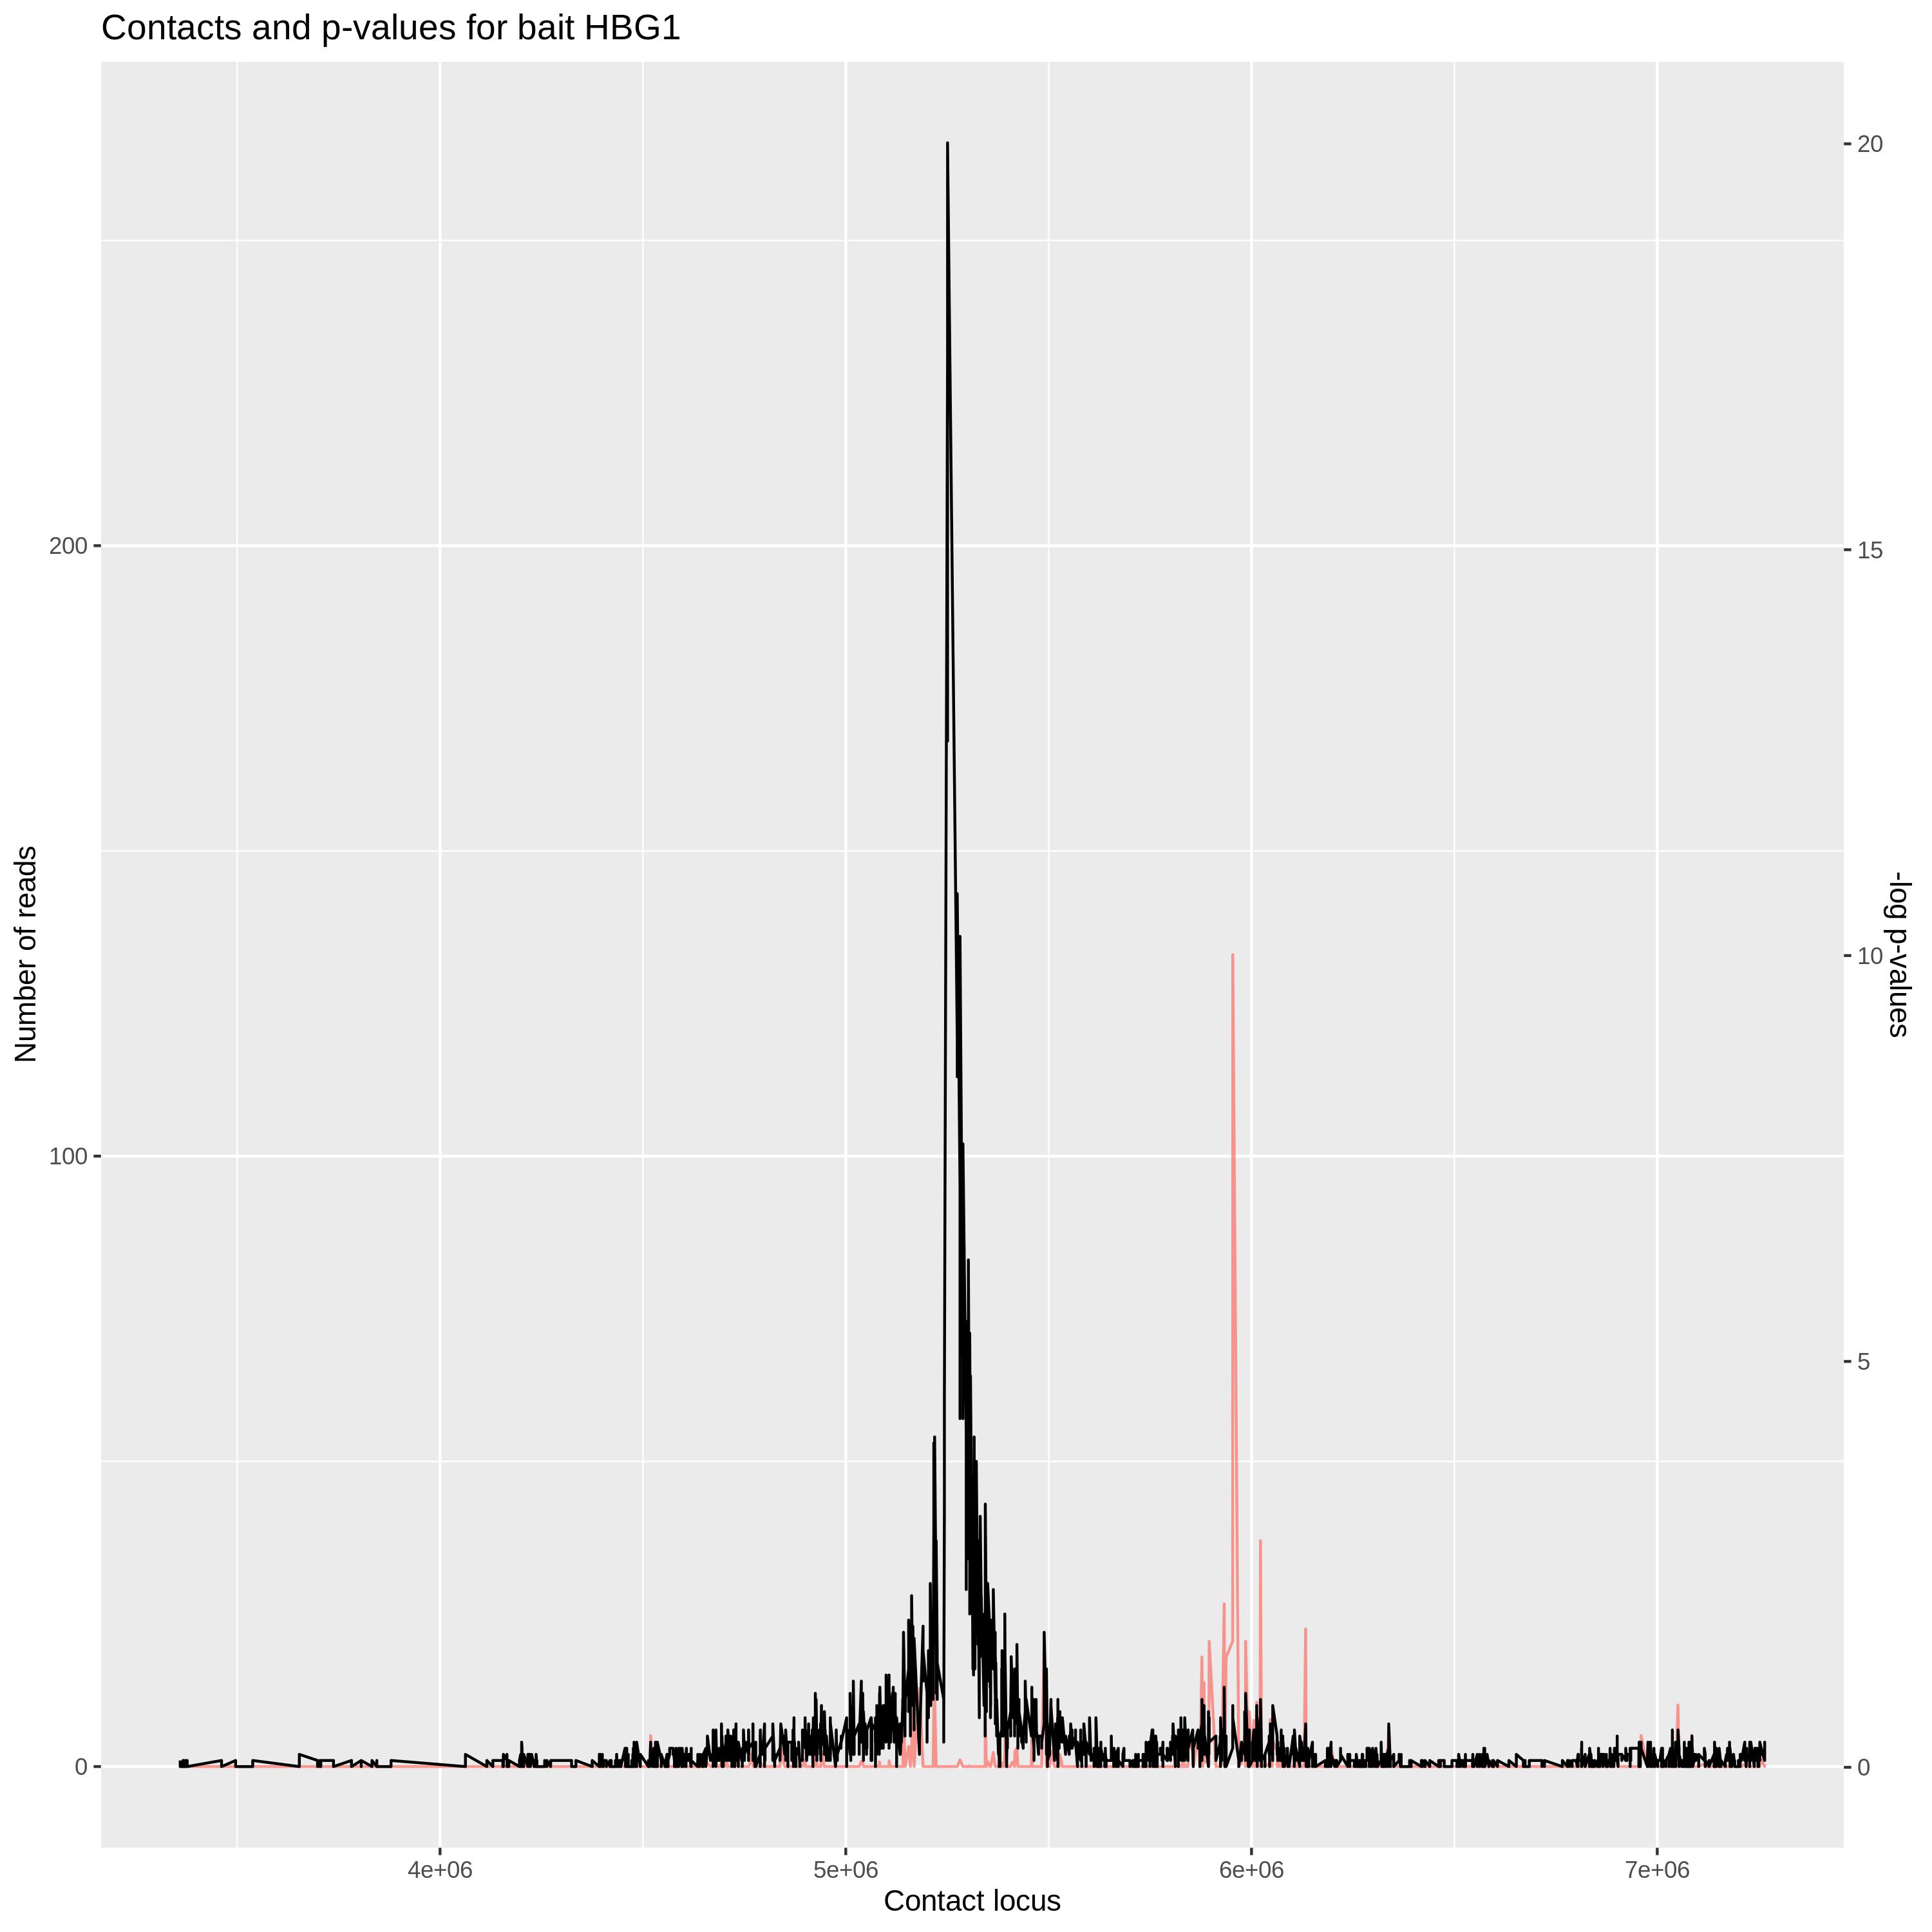 Contacts and p-values for bait HBG1
20
200
15
Number of reads
-log p-values
10
100
5
0
0
4e+06
5e+06
6e+06
7e+06
Contact locus